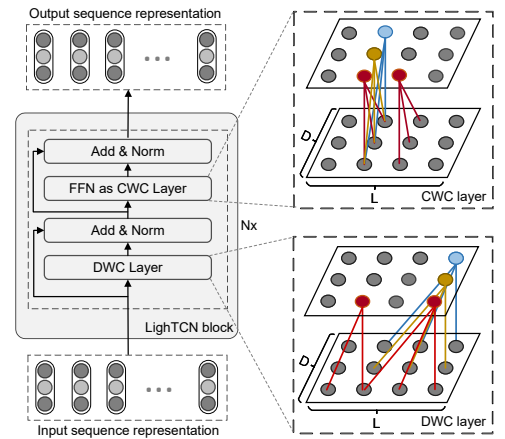 Output sequence representation
Add & Norm
FFN as CWC Layer
Add & Norm
DWC Layer
Nx
LighTCN block
Input sequence representation
D
L
CWC layer
D
L
DWC layer